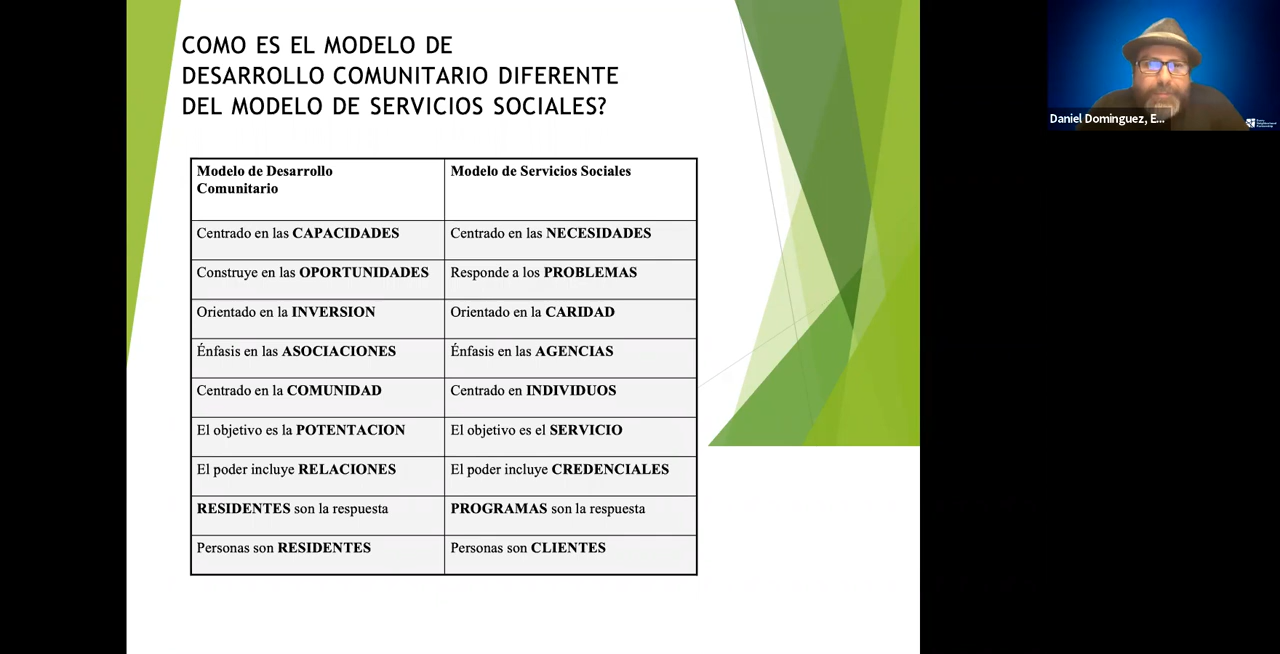 COMO ES EL MODELO DE
DESARROLLO COMUNITARIO DIFERENTE
DEL MODELO DE SERVICIOS SOCIALES?
Modelo de Desarrollo
Comunitario
Modelo de Servicios Sociales
Centrado en las CAPACIDADES
Centrado en las NECESIDADES
Construye en las OPORTUNIDADES
Responde a los PROBLEMAS
Orientado en la INVERSION
Orientado en la CARIDAD
Énfasis en las ASOCIACIONES
Énfasis en las AGENCIAS
Centrado en la COMUNIDAD
Centrado en INDIVIDUOS
El objetivo es la POTENTACION
El objetivo es el SERVICIO
El poder incluye RELACIONES
El poder incluye CREDENCIALES
RESIDENTES son la respuesta
PROGRAMAS son la respuesta
Personas son RESIDENTES
Personas son CLIENTES
Daniel Dominguez, E...